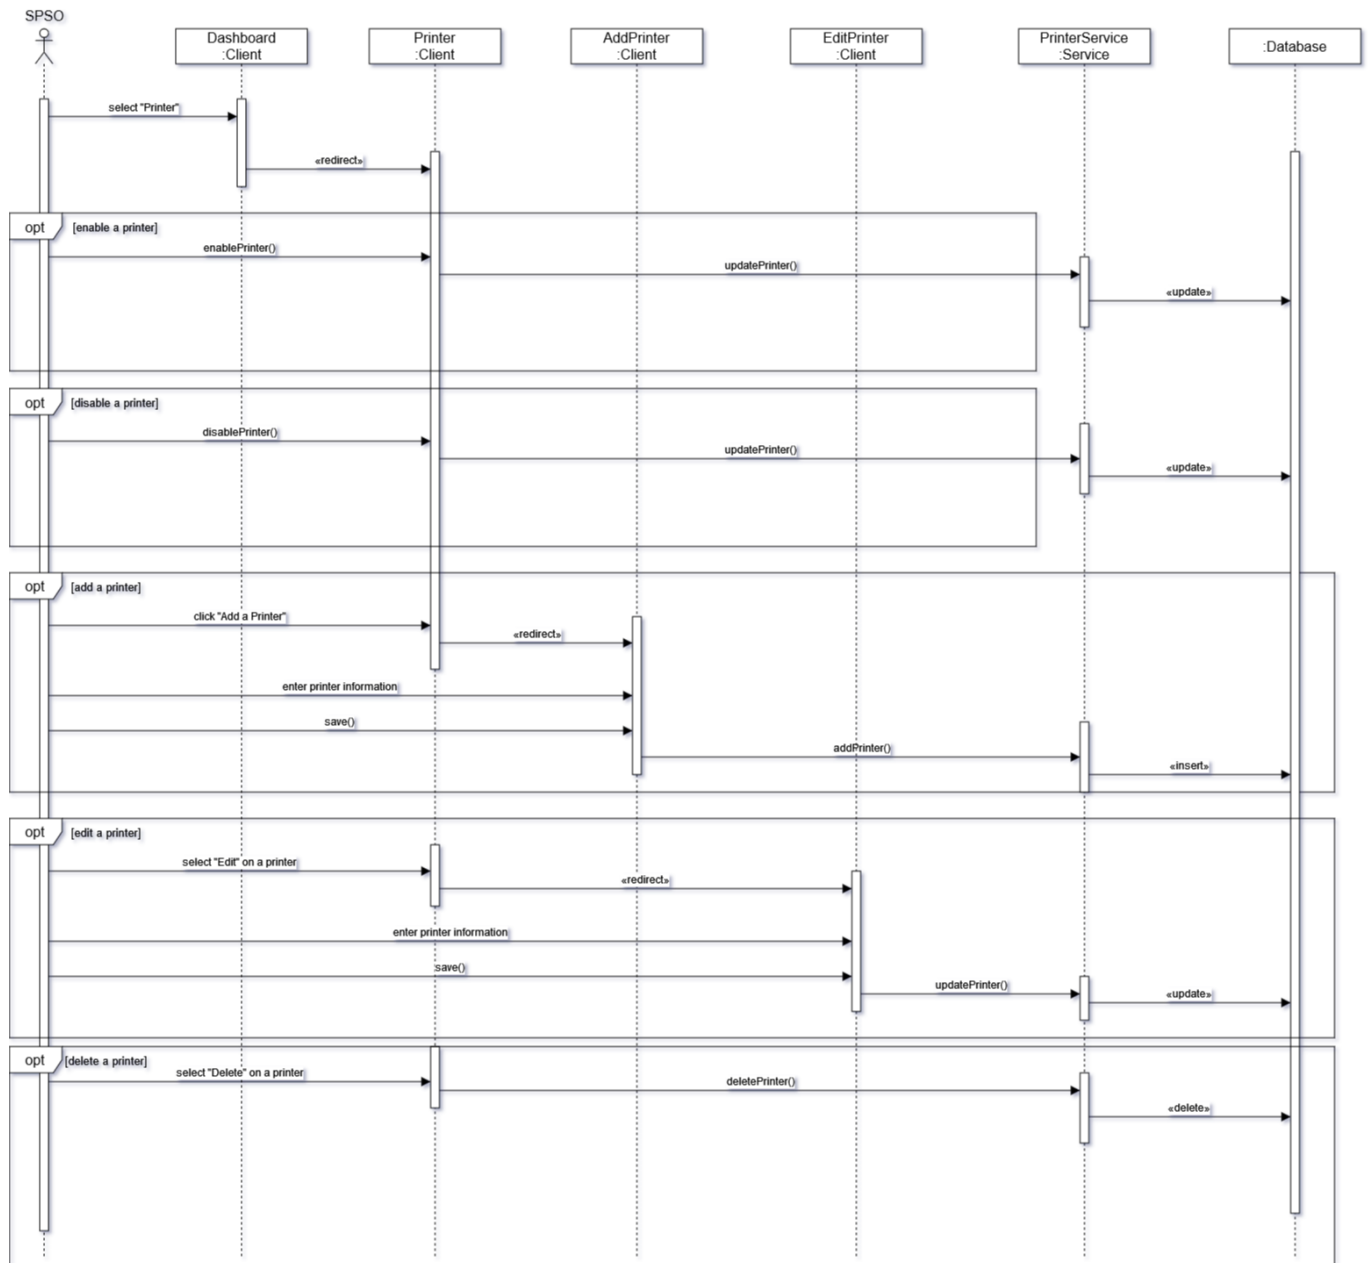 SPSO
Dashboard
:Client
Printer
:Client
AddPrinter
:Client
EditPrinter
:Client
PrinterService
:Service
:Database
select "Printer"
«redirect»
opt
[enable a printer]
enablePrinter()
updatePrinter()
«update»
opt
[disable a printer]
disablePrinter()
updatePrinter()
«update»
opt
[add a printer]
click "Add a Printer"
«redirect»
enter printer information
save()
addPrinter()
«insert»
opt
[edit a printer]
select "Edit" on a printer
«redirect»
enter printer information
save()
updatePrinter()
«update»
opt
[delete a printer]
select "Delete" on a printer
deletePrinter()
«delete»